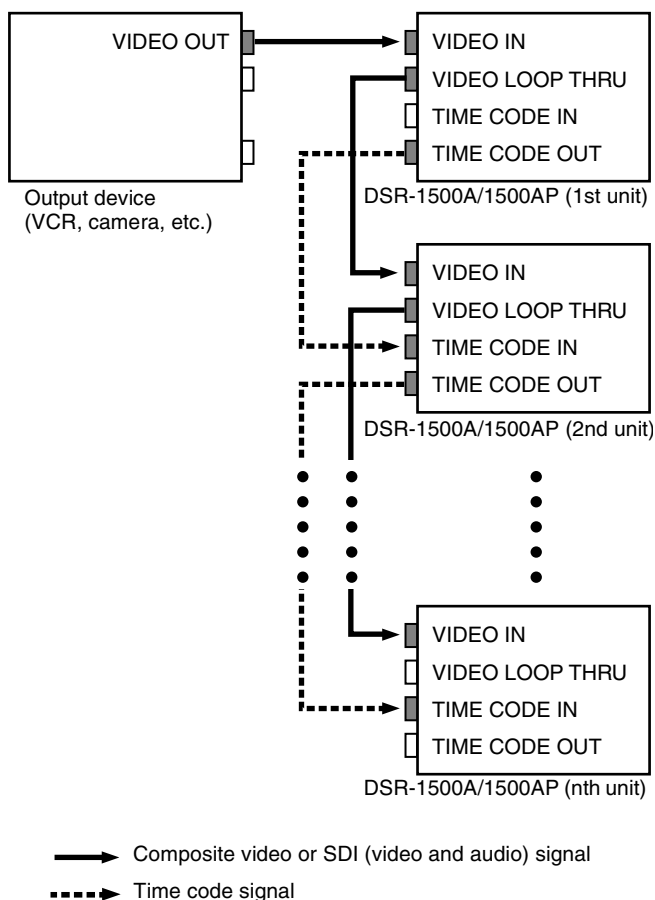 VIDEO OUT
Output device
(VCR, camera, etc.)
VIDEO IN
VIDEO LOOP THRU
TIME CODE IN
TIME CODE OUT
DSR-1500A/1500AP (1st unit)
VIDEO IN
VIDEO LOOP THRU
TIME CODE IN
TIME CODE OUT
DSR-1500A/1500AP (2nd unit)
VIDEO IN
VIDEO LOOP THRU
TIME CODE IN
TIME CODE OUT
DSR-1500A/1500AP (nth unit)
Composite video or SDI (video and audio) signal
Time code signal